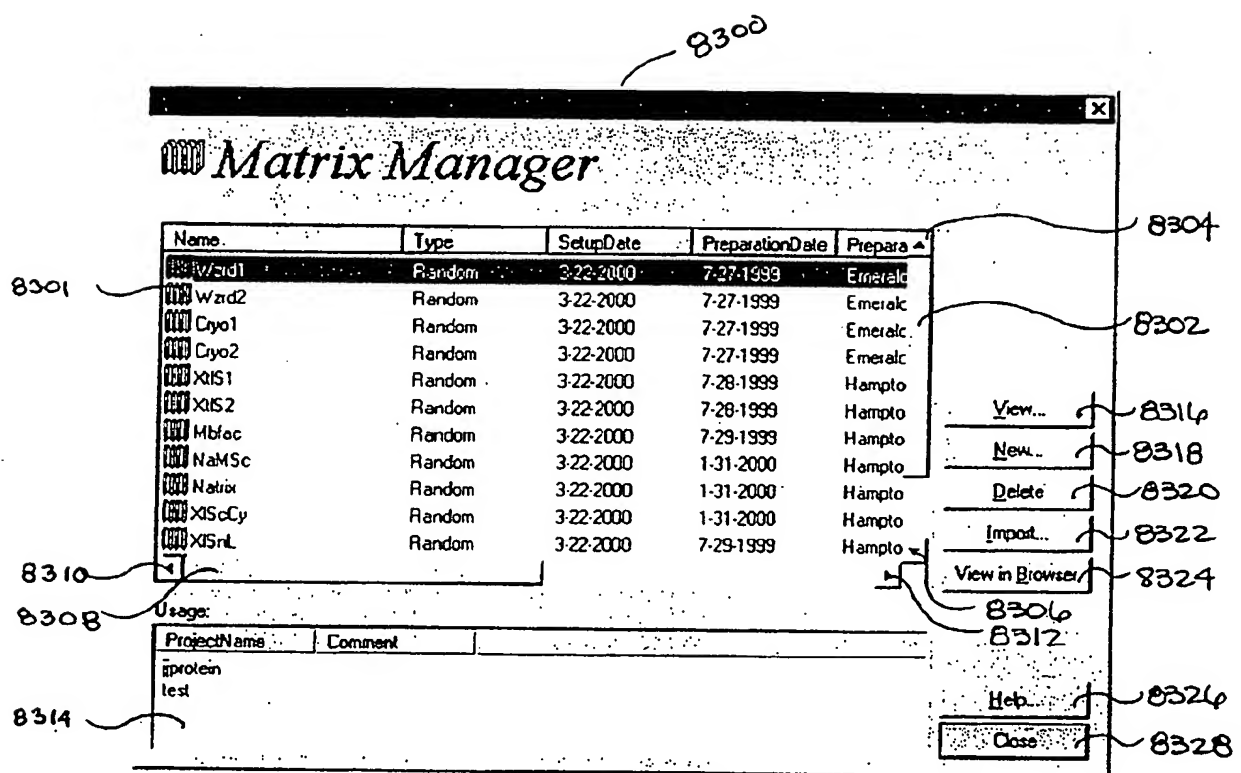 8300
Matrix Manager
Name Type SetupDate PreparationDate Prepara
8304
8301
Wzrd1 Random 3-22-2000 7-27-1999 Emeralc
Wzrd2 Random 3-22-2000 7-27-1999 Emeralc
8302
Cryo1 Random 3-22-2000 7-27-1999 Emeralc
Cryo2 Random 3-22-2000 7-27-1999 Emeralc
XtlS1 Random 3-22-2000 7-28-1999 Hampto
XtlS2 Random 3-22-2000 7-28-1999 Hampto
View... 8316
Mbfac Random 3-22-2000 7-29-1999 Hampto
New... 8318
NaMSc Random 3-22-2000 1-31-2000 Hampto
Natrix Random 3-22-2000 1-31-2000 Hampto
Delete 8320
XlScCy Random 3-22-2000 1-31-2000 Hampto
Import... 8322
XlSnL Random 3-22-2000 7-29-1999 Hampto
8310
View in Browser 8324
8308
8306
8312
Usage:
ProjectName Comment
protein
test
8314
Help... 8326
Close 8328